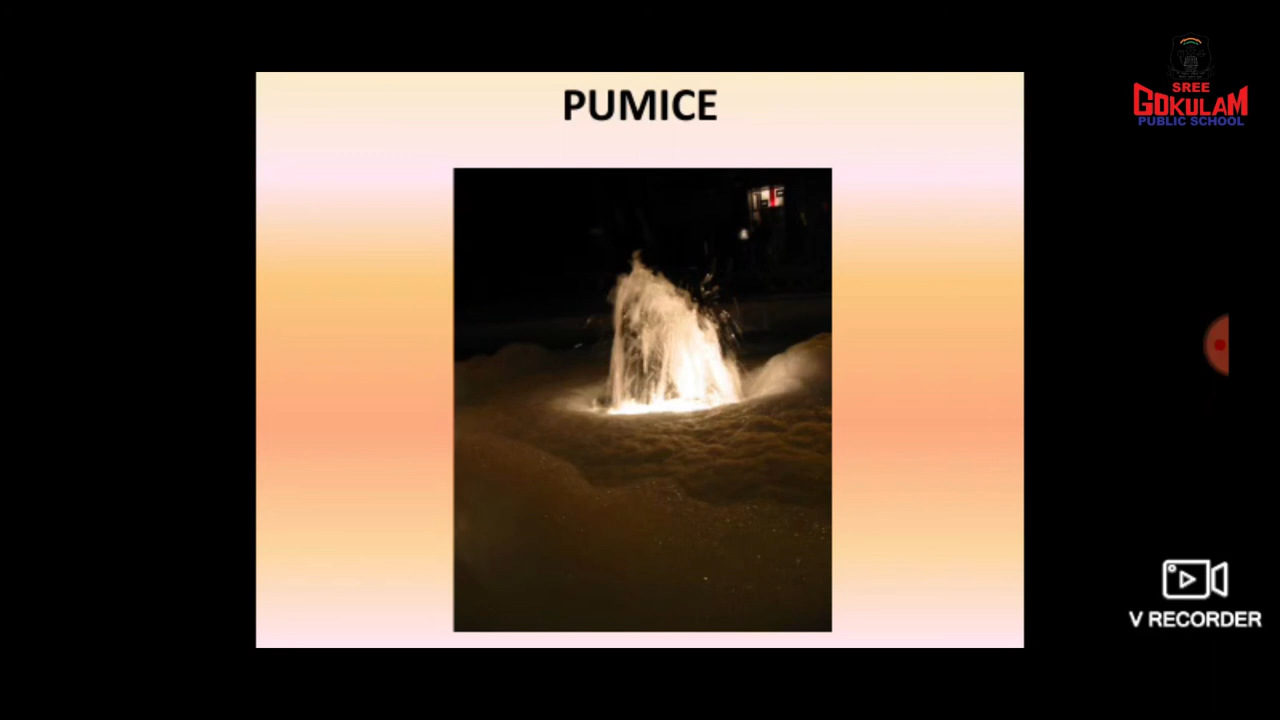 PUMICE
SREE
GOKULAM
PUBLIC SCHOOL
V RECORDER